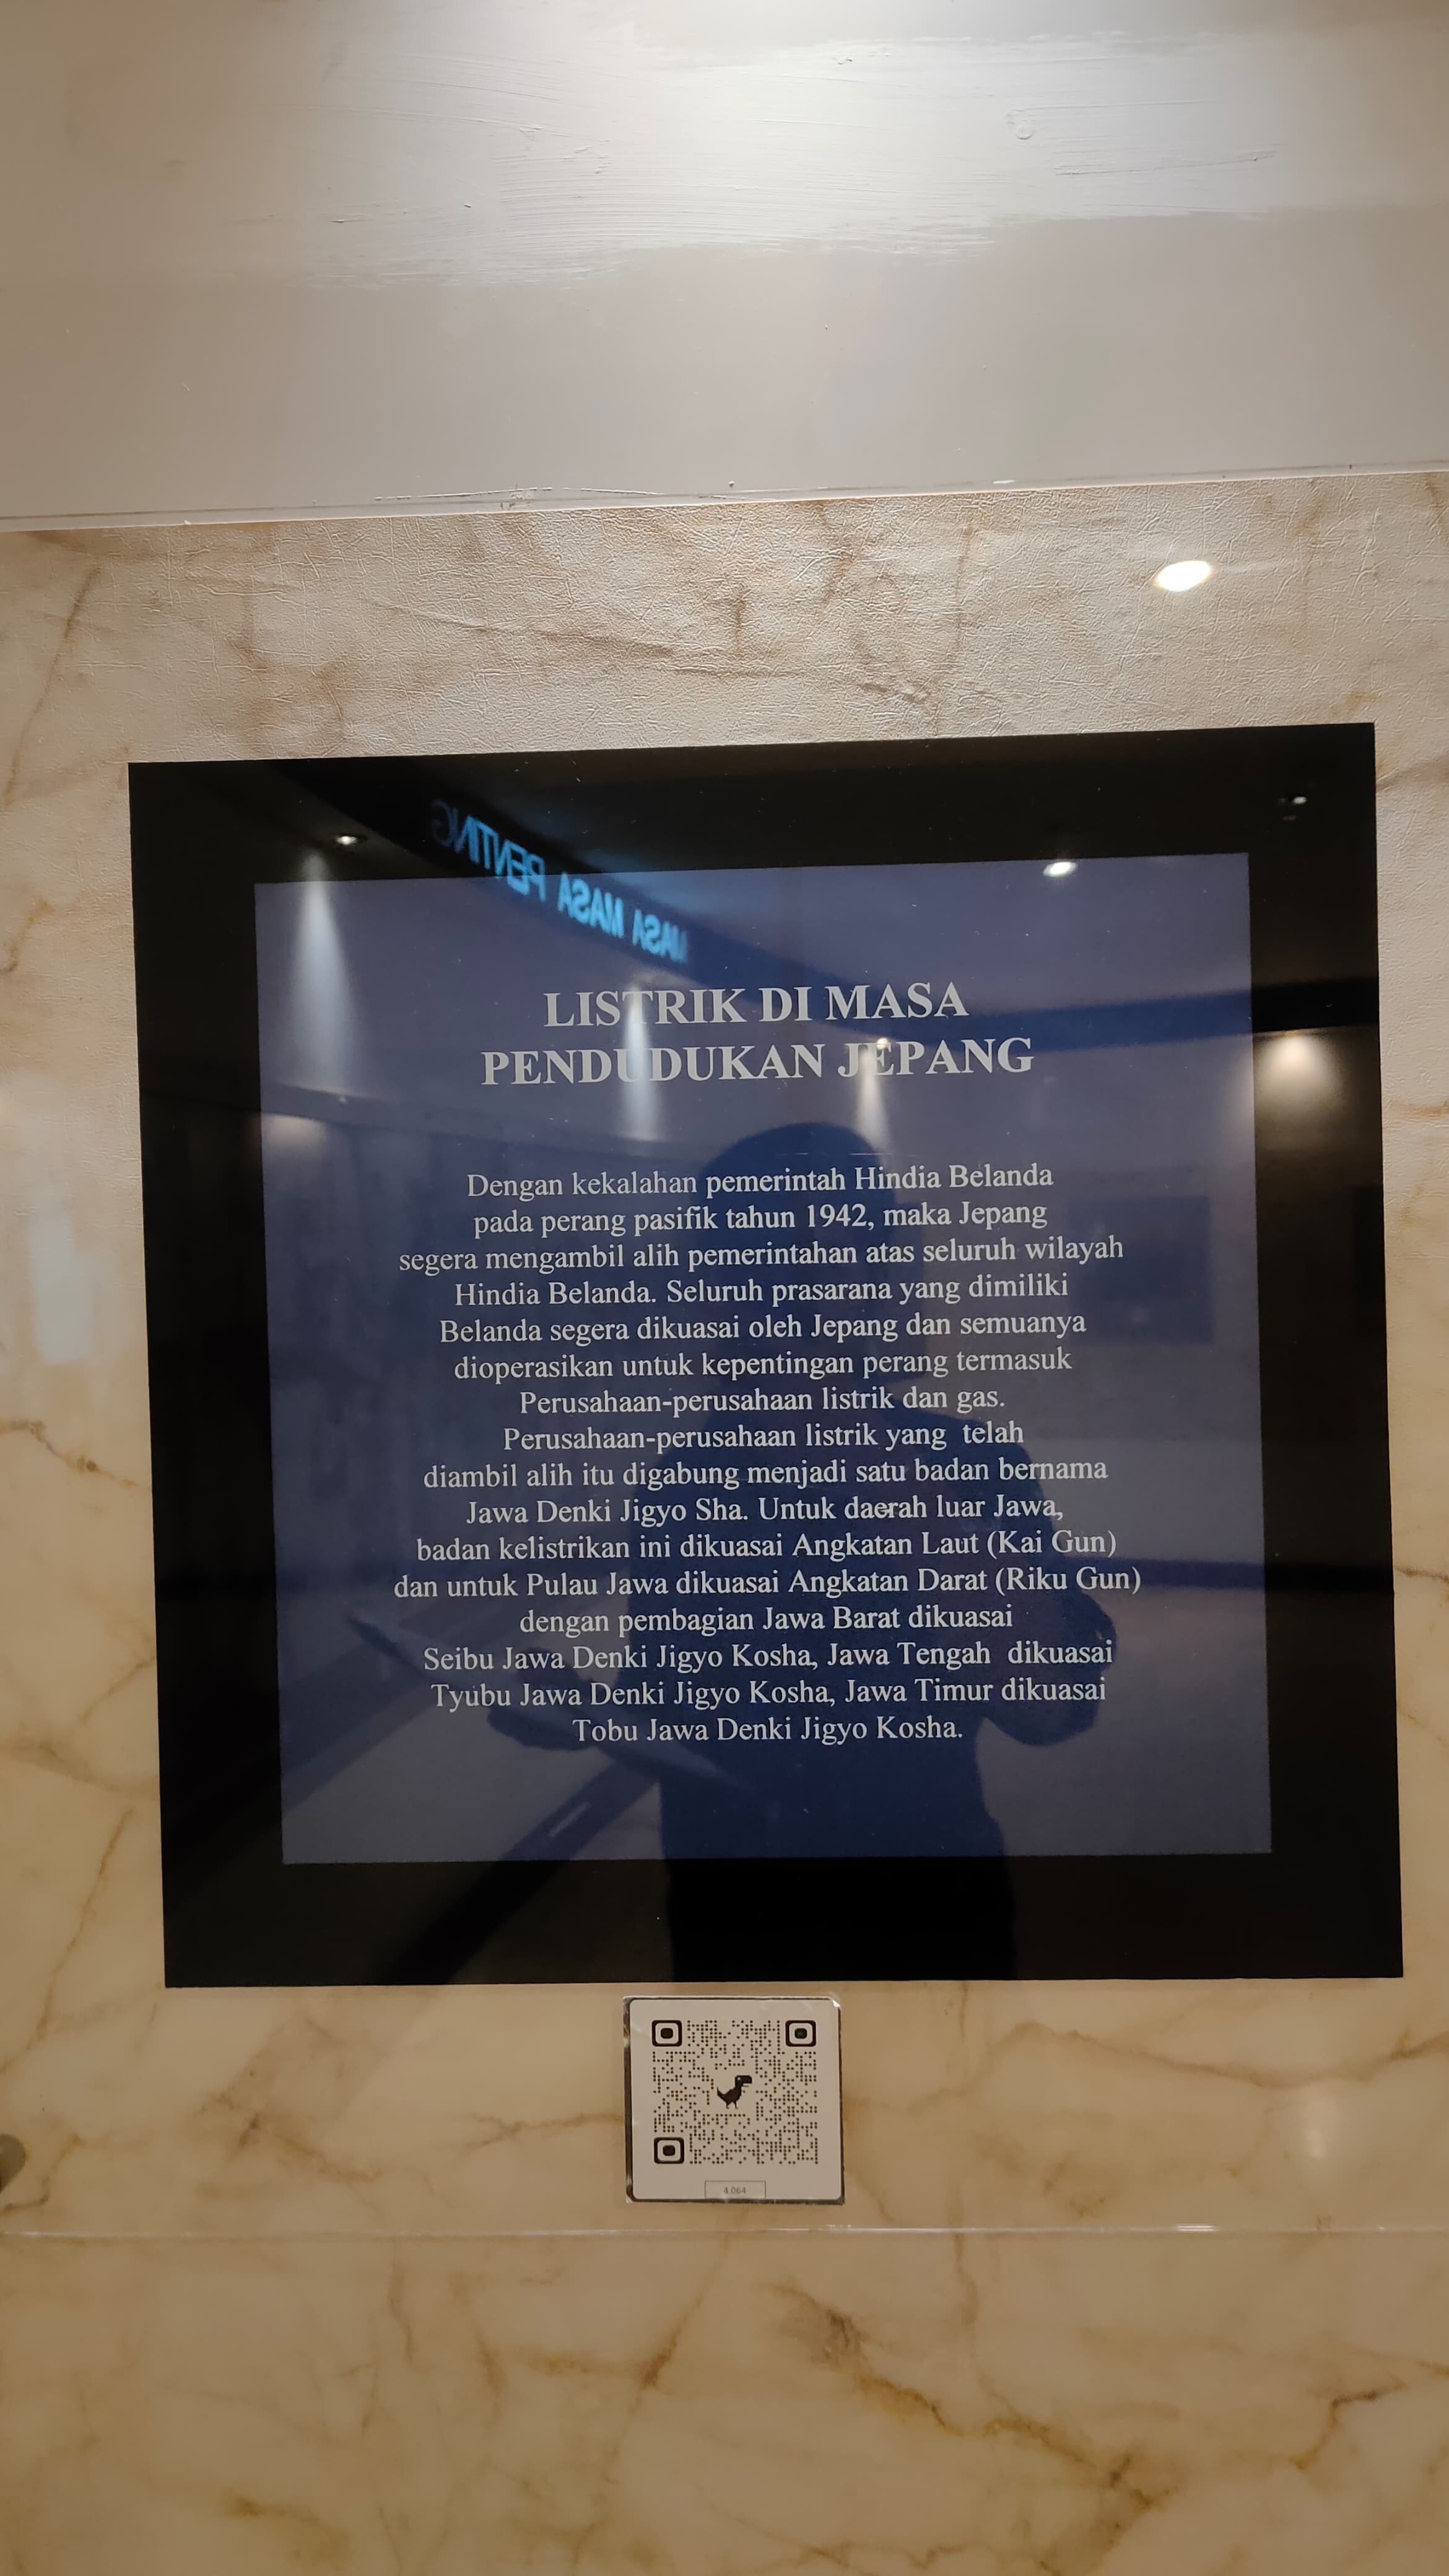 MASA MASA PENTING
LISTRIK DI MASA
PENDUDUKAN JEPANG
Dengan kekalahan pemerintah Hindia Belanda
pada perang pasifik tahun 1942, maka Jepang
segera mengambil alih pemerintahan atas seluruh wilayah
Hindia Belanda. Seluruh prasarana yang dimiliki
Belanda segera dikuasai oleh Jepang dan semuanya
dioperasikan untuk kepentingan perang termasuk
Perusahaan-perusahaan listrik dan gas.
Perusahaan-perusahaan listrik yang telah
diambil alih itu digabung menjadi satu badan bernama
Jawa Denki Jigyo Sha. Untuk daerah luar Jawa,
badan kelistrikan ini dikuasai Angkatan Laut (Kai Gun)
dan untuk Pulau Jawa dikuasai Angkatan Darat (Riku Gun)
dengan pembagian Jawa Barat dikuasai
Seibu Jawa Denki Jigyo Kosha, Jawa Tengah dikuasai
Tyubu Jawa Denki Jigyo Kosha, Jawa Timur dikuasai
Tobu Jawa Denki Jigyo Kosha.
4.064